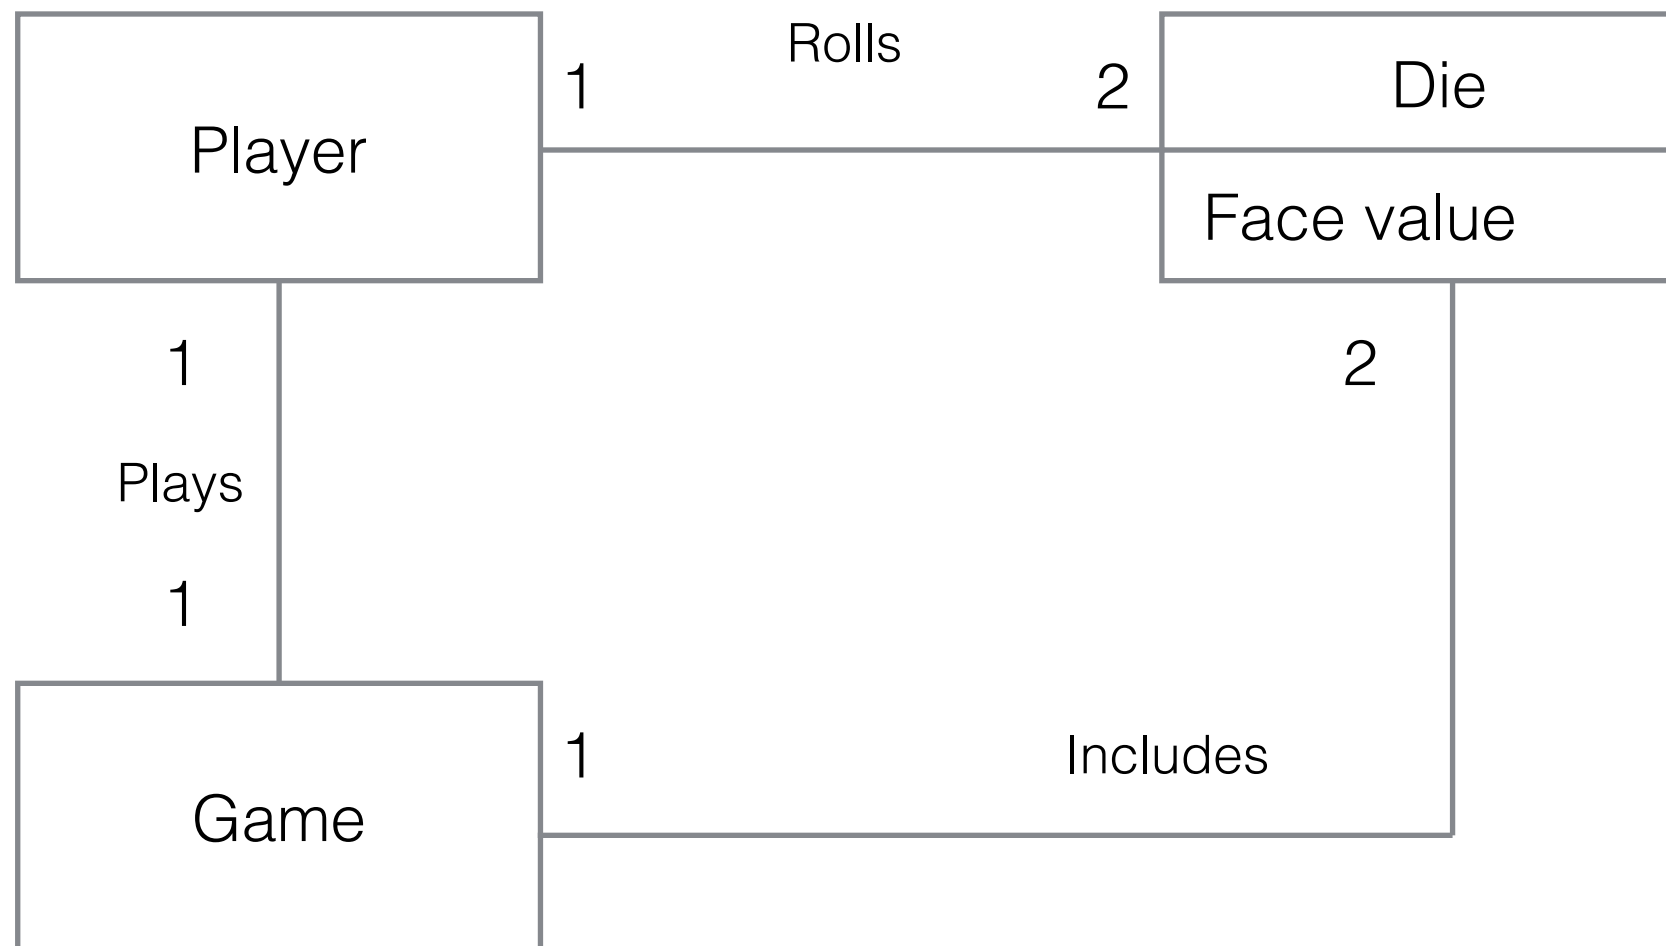 Rolls
1
2
Die
Player
Face value
1
2
Plays
1
1
Includes
Game